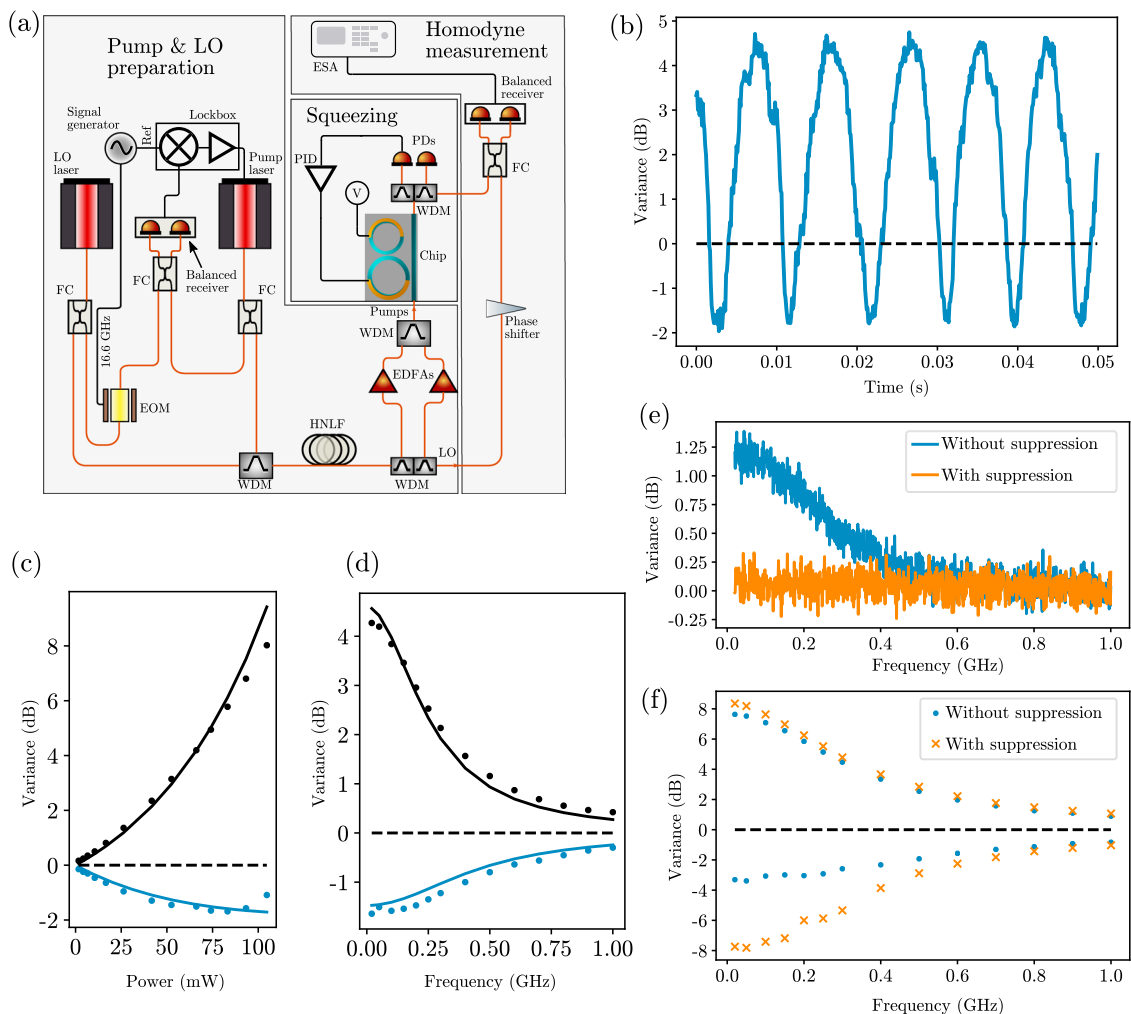 (a)
Pump & LO
preparation
Homodyne
measurement
ESA
Balanced
receiver
Signal
generator
Ref
Lockbox
Squeezing
LO
laser
Pump
laser
PID
PDs
FC
V
WDM
Chip
FC
Balanced
receiver
FC
FC
16.6 GHz
Pumps
WDM
Phase
shifter
EDFAs
EOM
HNLF
LO
WDM
WDM
(b)
Variance (dB)
5
4
3
2
1
0
-1
-2
0.00
0.01
0.02
0.03
0.04
0.05
Time (s)
(e)
Variance (dB)
1.25
1.00
0.75
0.50
0.25
0.00
-0.25
Without suppression
With suppression
0.0
0.2
0.4
0.6
0.8
1.0
Frequency (GHz)
(c)
Variance (dB)
8
6
4
2
0
-2
0
25
50
75
100
Power (mW)
(d)
Variance (dB)
4
3
2
1
0
-1
0.00
0.25
0.50
0.75
1.00
Frequency (GHz)
(f)
Variance (dB)
8
6
4
2
0
-2
-4
-6
-8
Without suppression
With suppression
0.0
0.2
0.4
0.6
0.8
1.0
Frequency (GHz)